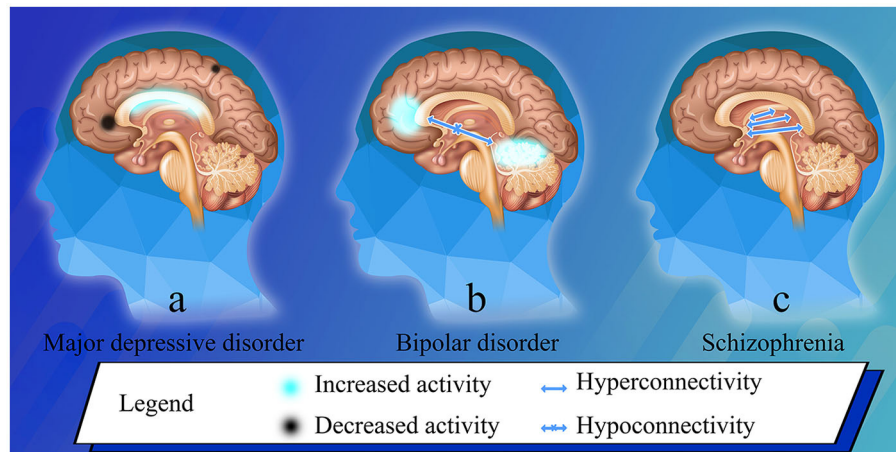 a
b
c
Major depressive disorder
Bipolar disorder
Schizophrenia
Legend
Increased activity
Hyperconnectivity
Decreased activity
Hypoconnectivity